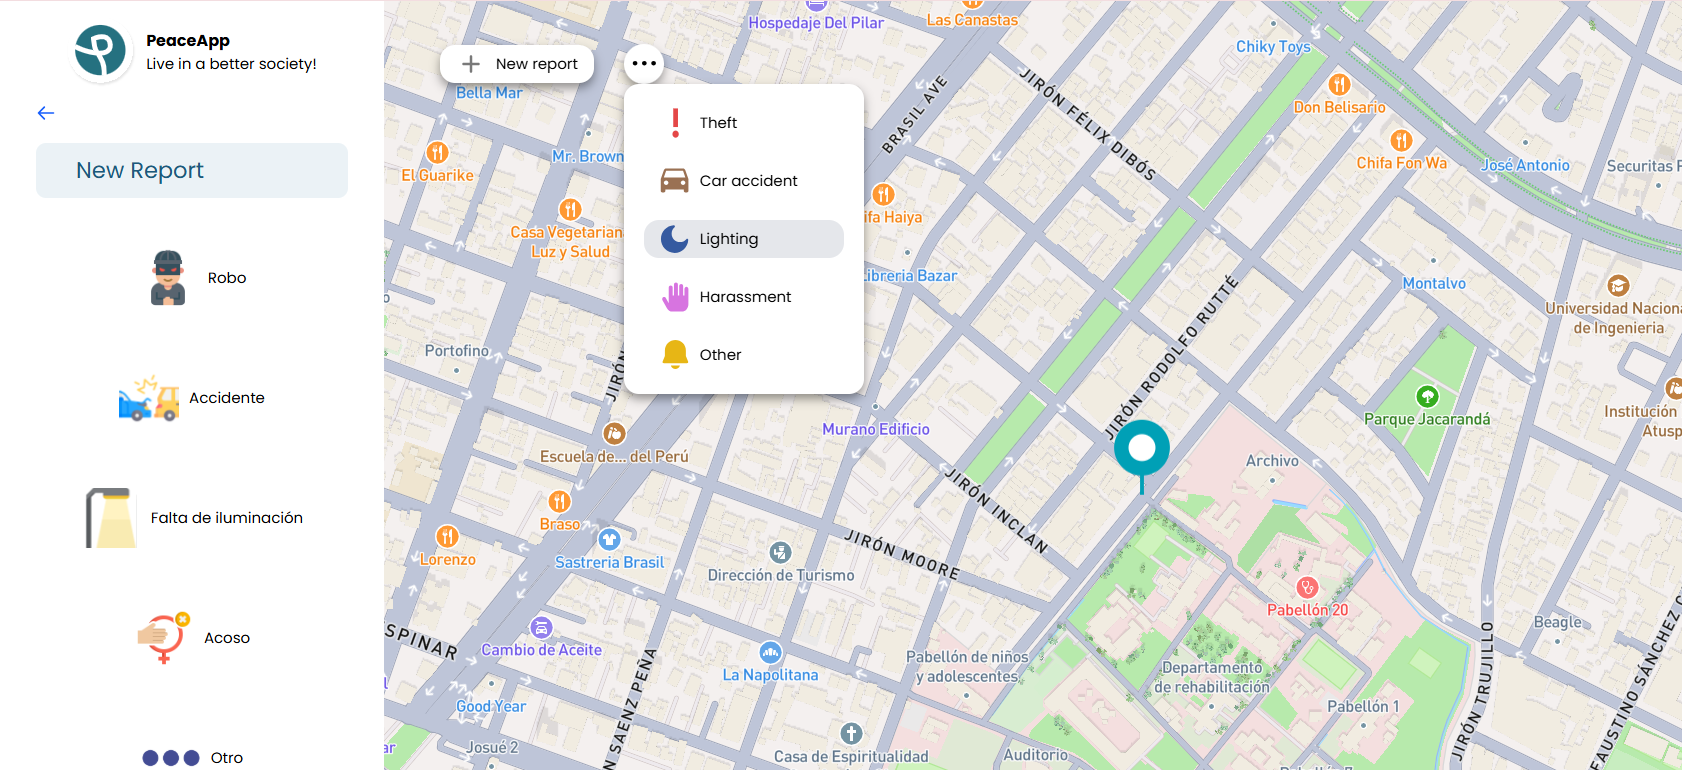 PeaceApp
Live in a better society!
New Report
Robo
Accidente
Falta de iluminación
Acoso
Otro
New report
Theft
Car accident
Lighting
Harassment
Other
Hospedaje Del Pilar
Las Canastas
Chiky Toys
Bella Mar
BRASIL AVE
JIRÓN FÉLIX DIBÓS
Don Belisario
Mr. Brown
El Guarike
Chifa Fon Wa
José Antonio
Securitas
Casa Vegetarian
Luz y Salud
Haiya
Libreria Bazar
Montalvo
Universidad Naciona
de Ingenieria
Portofino
JIRÓN
JIRÓN RODOLFO RUTTÉ
Parque Jacarandá
Institución
Atusp
Murano Edificio
Escuela de... del Perú
Archivo
JIRÓN INCLAN
Braso
Lorenzo
Sastreria Brasil
JIRÓN MOORE
Dirección de Turismo
Pabellón 20
SPINAR
Cambio de Aceite
La Napolitana
Pabellón de niños
y adolescentes
Departamento
de rehabilitación
Beagle
JIRÓN TRUJILLO
FAUSTINO SÁNCHEZ
N SAENZ PEÑA
Good Year
Pabellón 1
Josué 2
Casa de Espiritualidad
Auditorio